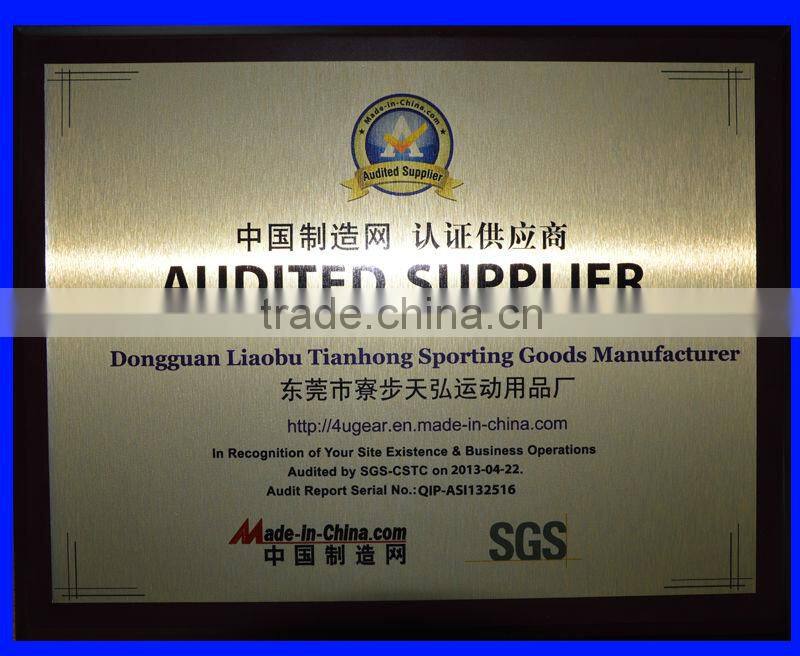 Made-in-China.com
A
Audited Supplier
中国制造网 认证供应商
AUDITED SUPPLIER
trade.china.cn
Dongguan Liaobu Tianhong Sporting Goods Manufacturer
东莞市寮步天弘运动用品厂
http://4ugear.en.made-in-china.com
In Recognition of Your Site Existence & Business Operations
Audited by SGS-CSTC on 2013-04-22.
Audit Report Serial No.:QIP-ASI132516
Made-in-China.com
中国制造网
SGS